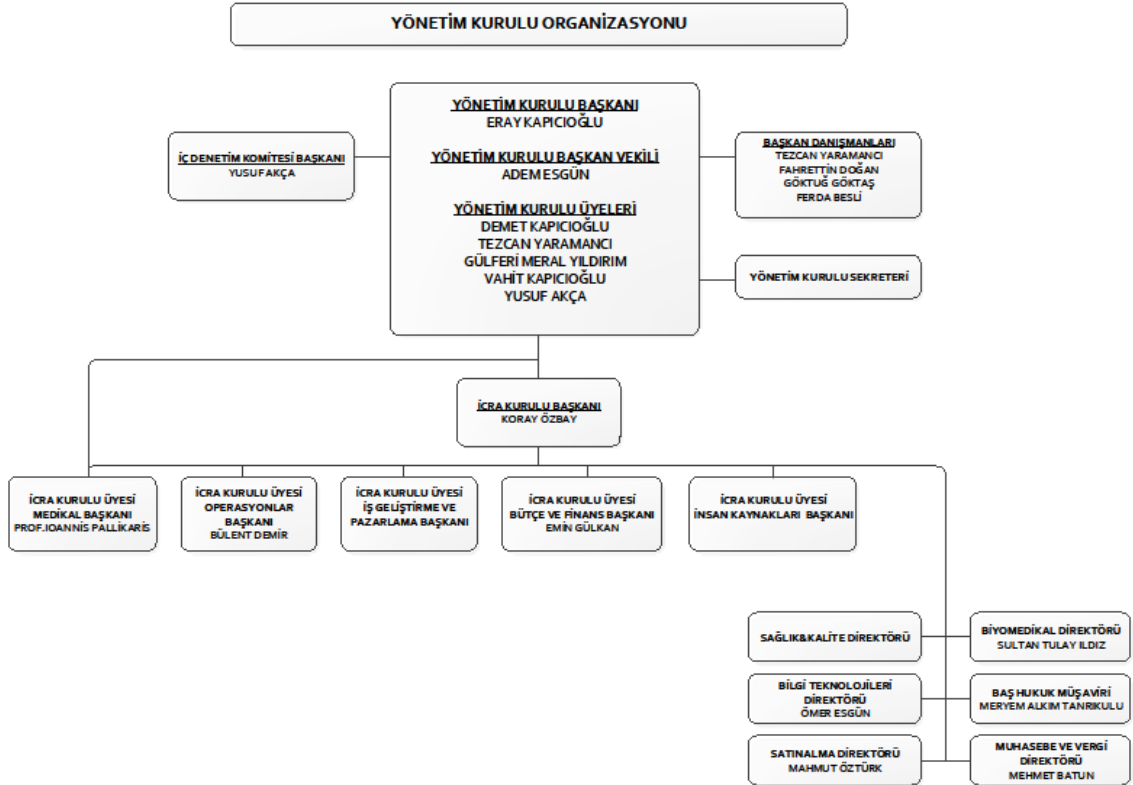 YÖNETİM KURULU ORGANİZASYONU
YÖNETİM KURULU BAŞKANI
ERAY KAPICIOĞLU
YÖNETİM KURULU BAŞKAN VEKİLİ
ADEM ESGÜN
YÖNETİM KURULU ÜYELERİ
DEMET KAPICIOĞLU
TEZCAN YARAMANCI
GÜLFERİ MERAL YILDIRIM
VAHİT KAPICIOĞLU
YUSUF AKÇA
İÇ DENETİM KOMİTESİ BAŞKANI
YUSUF AKÇA
BAŞKAN DANIŞMANLARI
TEZCAN YARAMANCI
FAHRETTİN DOĞAN
GÖKTUĞ GÖKTAŞ
FERDA BESLİ
YÖNETİM KURULU SEKRETERİ
İCRA KURULU BAŞKANI
KORAY ÖZBAY
İCRA KURULU ÜYESİ
MEDİKAL BAŞKANI
PROF.IOANNİS PALLİKARİS
İCRA KURULU ÜYESİ
OPERASYONLAR
BAŞKANI
BÜLENT DEMİR
İCRA KURULU ÜYESİ
İŞ GELİŞTİRME VE
PAZARLAMA BAŞKANI
İCRA KURULU ÜYESİ
BÜTÇE VE FİNANS BAŞKANI
EMİN GÜLKAN
İCRA KURULU ÜYESİ
İNSAN KAYNAKLARI BAŞKANI
SAĞLIK&KALİTE DİREKTÖRÜ
BİYOMEDİKAL DİREKTÖRÜ
SULTAN TULAY ILDIZ
BİLGİ TEKNOLOJİLERİ
DİREKTÖRÜ
ÖMER ESGÜN
BAŞ HUKUK MÜŞAVİRİ
MERYEM ALKIM TANRIKULU
SATINALMA DİREKTÖRÜ
MAHMUT ÖZTÜRK
MUHASEBE VE VERGİ
DİREKTÖRÜ
MEHMET BATUN